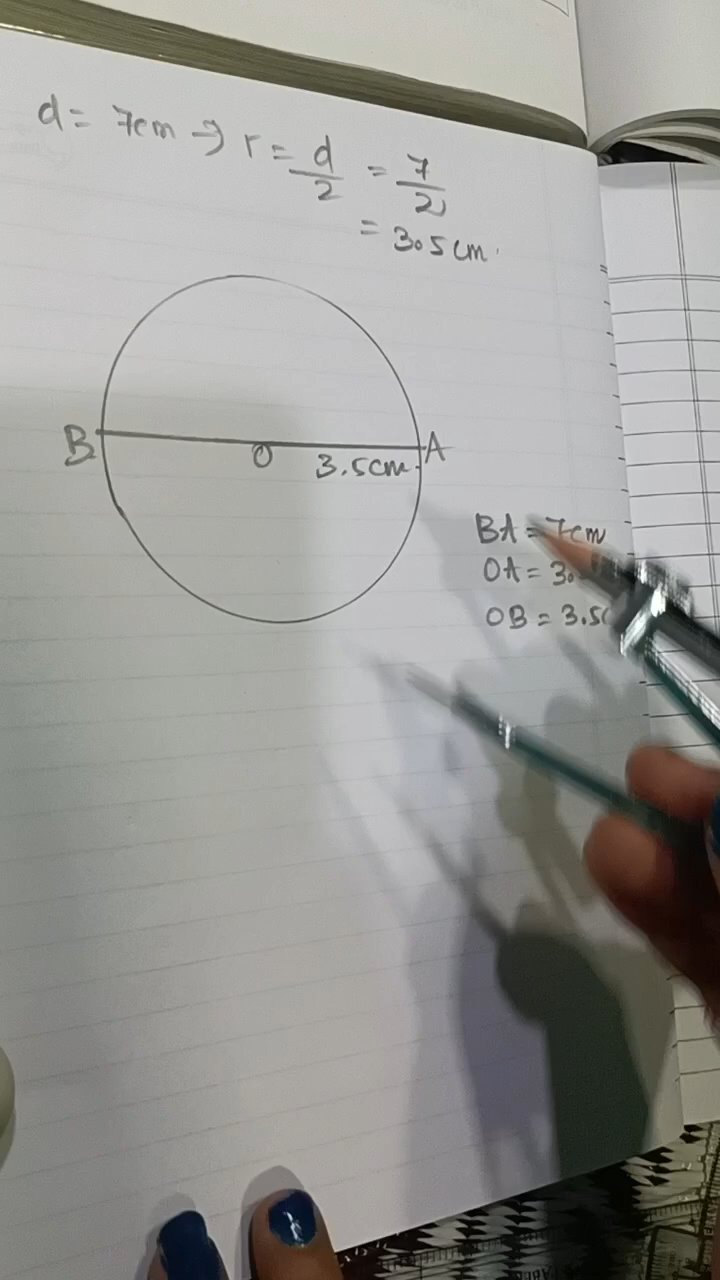 d = 7cm => r = d/2 = 7/2
= 3.5 cm.
B O A
3.5cm.
BA = 7cm
OA = 3.
OB = 3.5